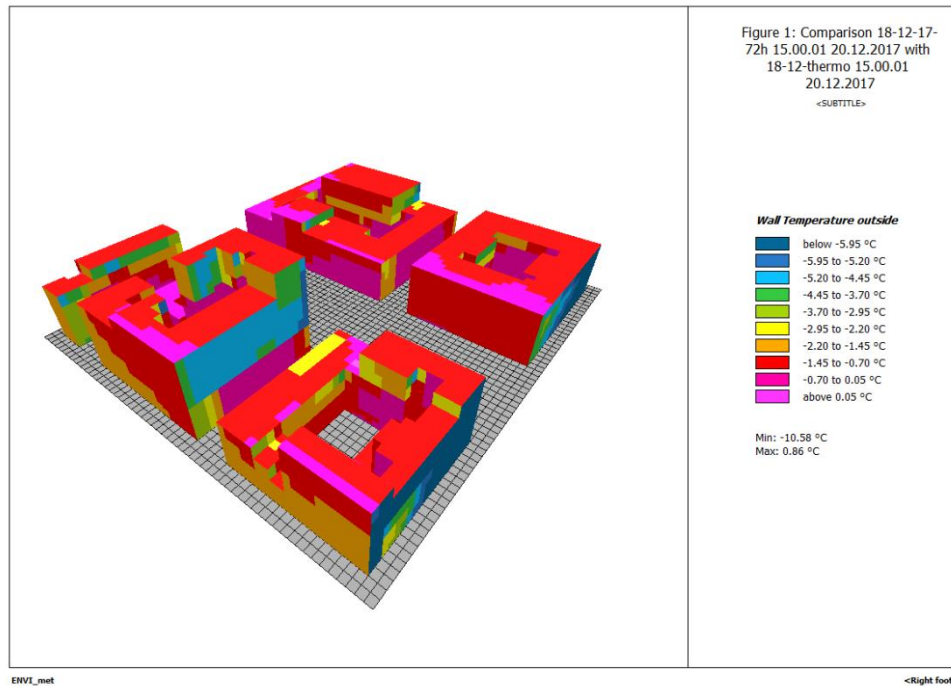 Figure 1: Comparison 18-12-17-
72h 15.00.01 20.12.2017 with
18-12-thermo 15.00.01
20.12.2017
<SUBTITLE>
Wall Temperature outside
below -5.95 °C
-5.95 to -5.20 °C
-5.20 to -4.45 °C
-4.45 to -3.70 °C
-3.70 to -2.95 °C
-2.95 to -2.20 °C
-2.20 to -1.45 °C
-1.45 to -0.70 °C
-0.70 to 0.05 °C
above 0.05 °C
Min: -10.58 °C
Max: 0.86 °C
ENVI_met
<Right foot